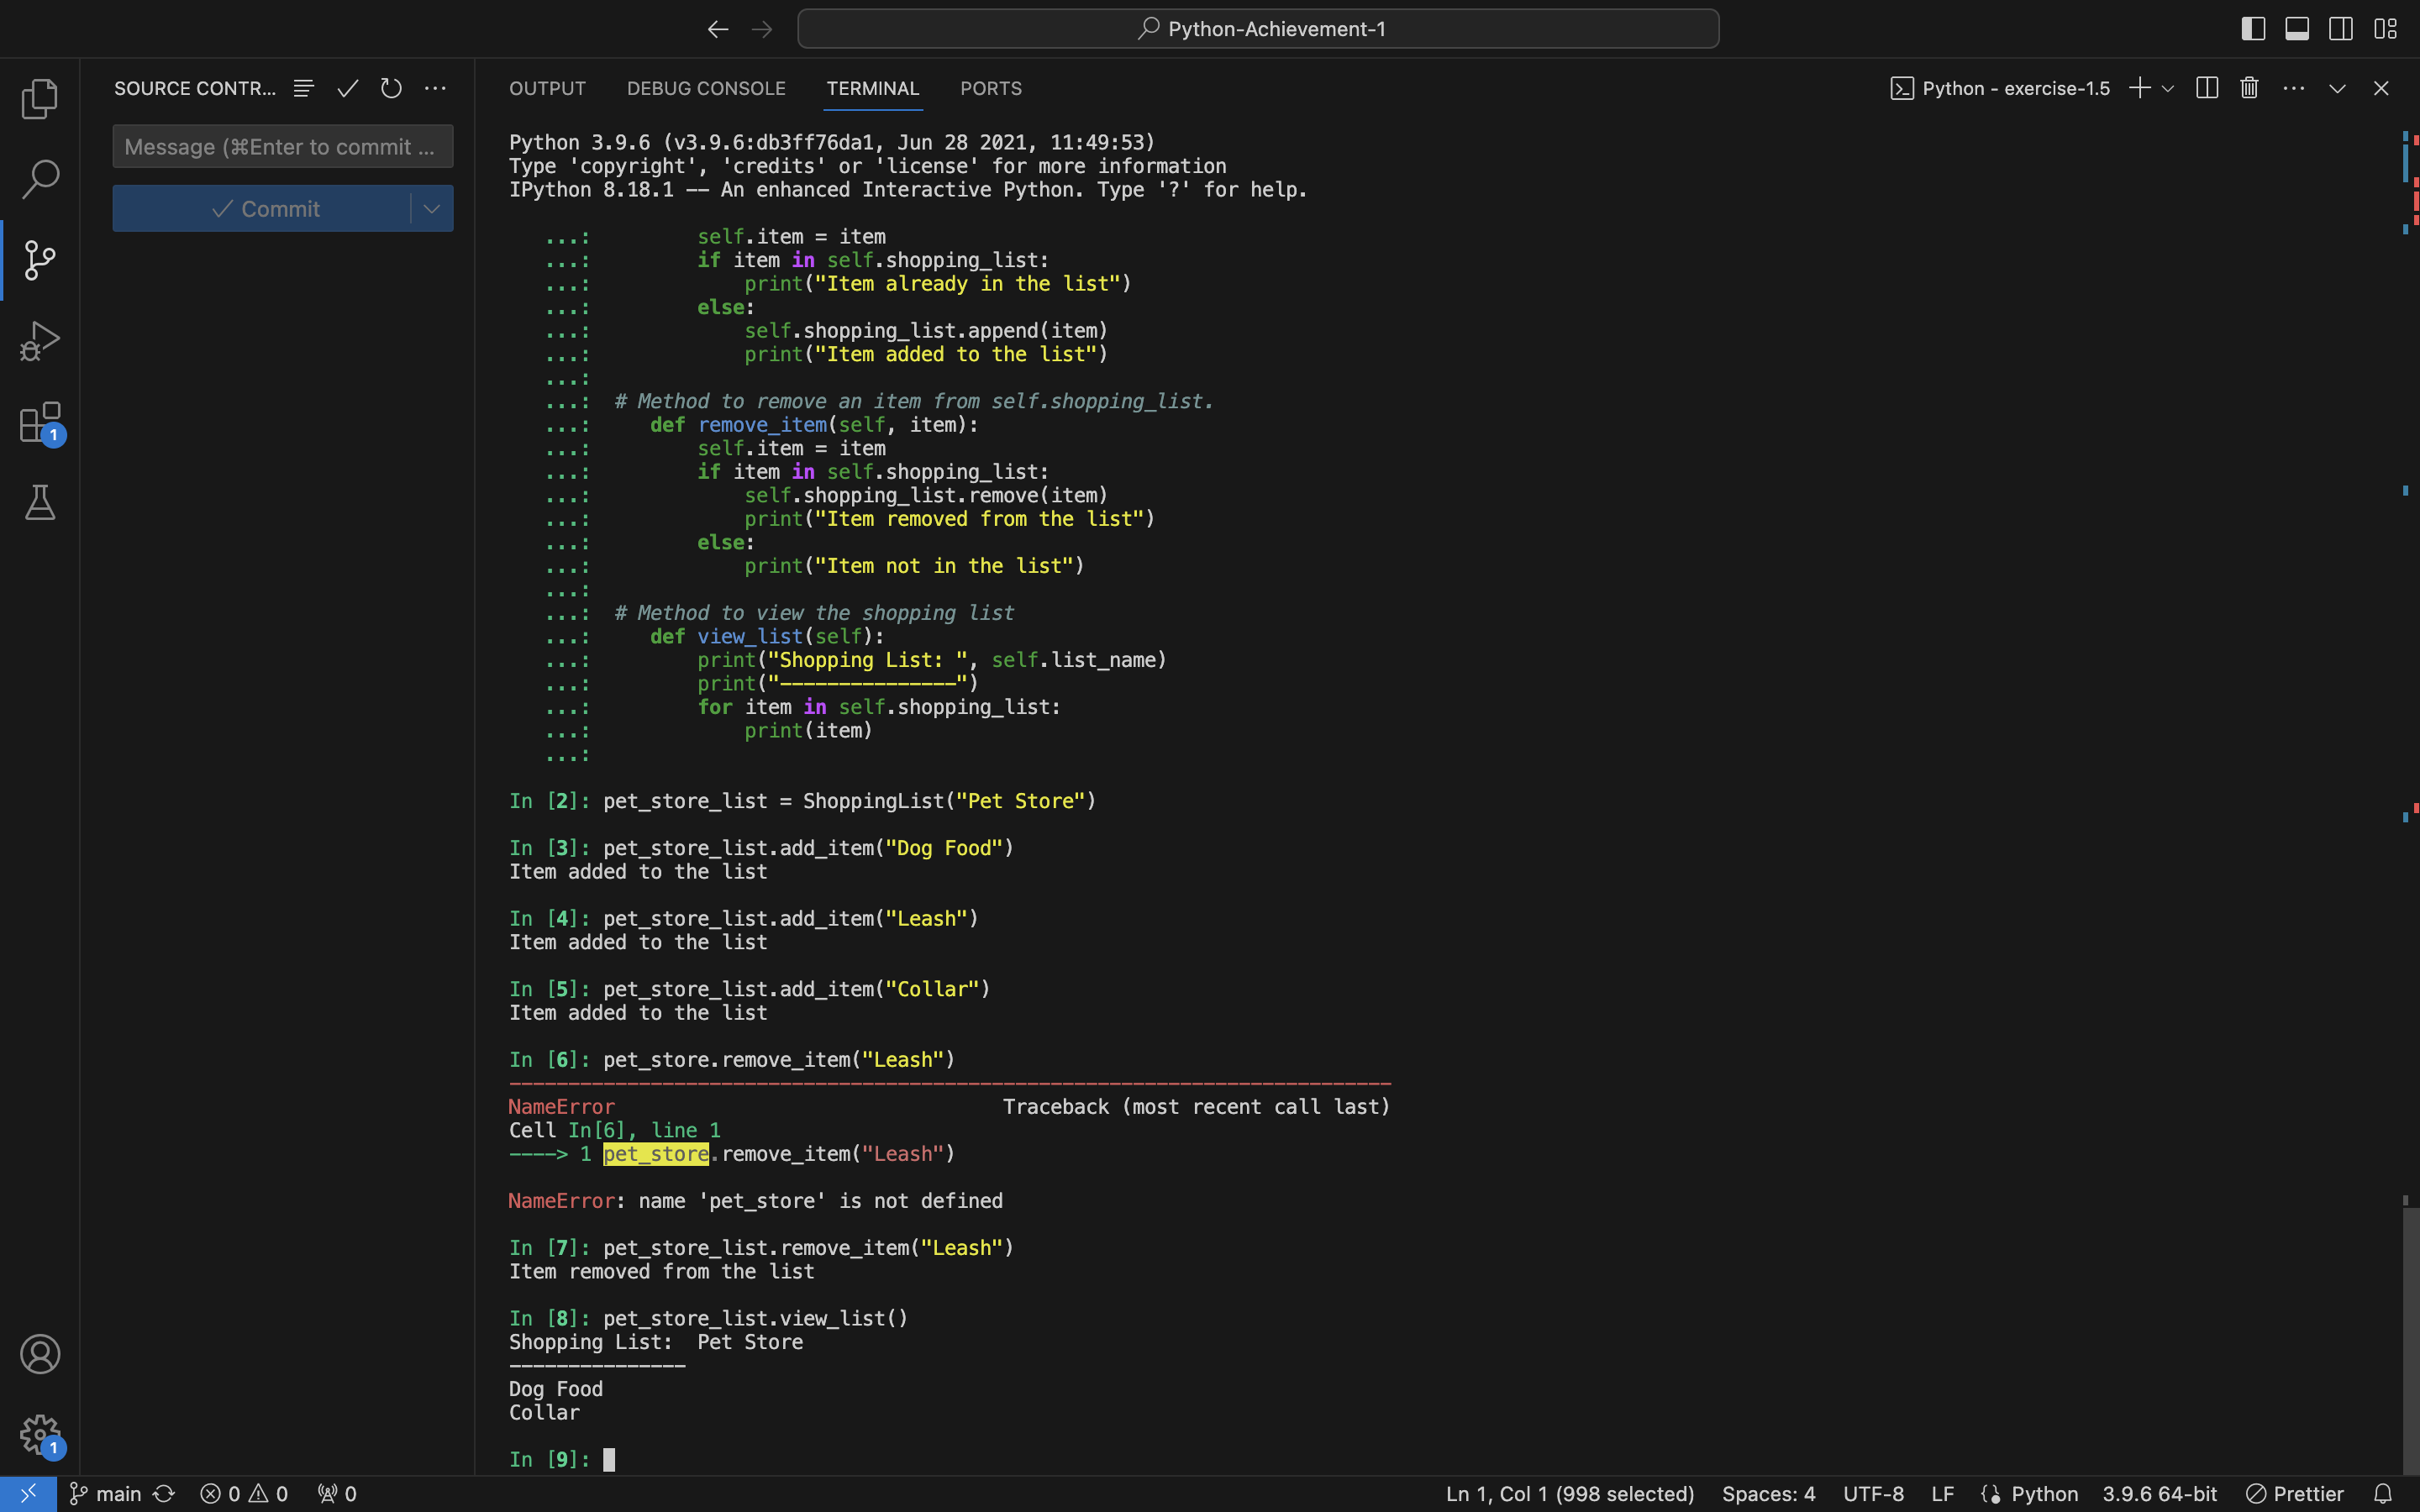 Python-Achievement-1
SOURCE CONTR...
Message (⌘Enter to commit ...
Commit
1
1
OUTPUT
DEBUG CONSOLE
TERMINAL
PORTS
Python - exercise-1.5
Python 3.9.6 (v3.9.6:db3ff76da1, Jun 28 2021, 11:49:53)
Type 'copyright', 'credits' or 'license' for more information
IPython 8.18.1 -- An enhanced Interactive Python. Type '?' for help.
...:         self.item = item
...:         if item in self.shopping_list:
...:             print("Item already in the list")
...:         else:
...:             self.shopping_list.append(item)
...:             print("Item added to the list")
...:
...:  # Method to remove an item from self.shopping_list.
...:     def remove_item(self, item):
...:         self.item = item
...:         if item in self.shopping_list:
...:             self.shopping_list.remove(item)
...:             print("Item removed from the list")
...:         else:
...:             print("Item not in the list")
...:
...:  # Method to view the shopping list
...:     def view_list(self):
...:         print("Shopping List: ", self.list_name)
...:         print("---------------")
...:         for item in self.shopping_list:
...:             print(item)
...:
In [2]: pet_store_list = ShoppingList("Pet Store")
In [3]: pet_store_list.add_item("Dog Food")
Item added to the list
In [4]: pet_store_list.add_item("Leash")
Item added to the list
In [5]: pet_store_list.add_item("Collar")
Item added to the list
In [6]: pet_store.remove_item("Leash")
---------------------------------------------------------------------------
NameError                                 Traceback (most recent call last)
Cell In[6], line 1
----> 1 pet_store.remove_item("Leash")
NameError: name 'pet_store' is not defined
In [7]: pet_store_list.remove_item("Leash")
Item removed from the list
In [8]: pet_store_list.view_list()
Shopping List:  Pet Store
---------------
Dog Food
Collar
In [9]:
main
0
0
0
Ln 1, Col 1 (998 selected)
Spaces: 4
UTF-8
LF
Python
3.9.6 64-bit
Prettier